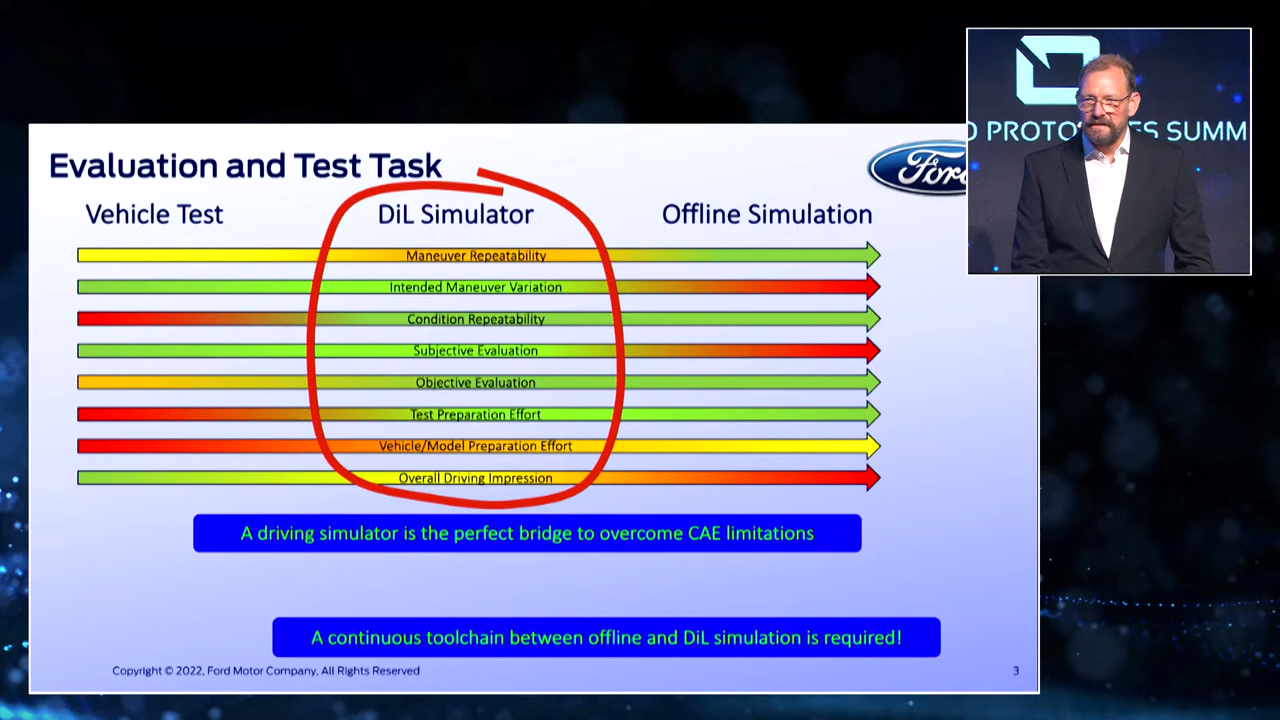 Evaluation and Test Task
Ford
Vehicle Test
DiL Simulator
Offline Simulation
Maneuver Repeatability
Intended Maneuver Variation
Condition Repeatability
Subjective Evaluation
Objective Evaluation
Test Preparation Effort
Vehicle/Model Preparation Effort
Overall Driving Impression
A driving simulator is the perfect bridge to overcome CAE limitations
A continuous toolchain between offline and DiL simulation is required!
Copyright © 2022, Ford Motor Company, All Rights Reserved
3